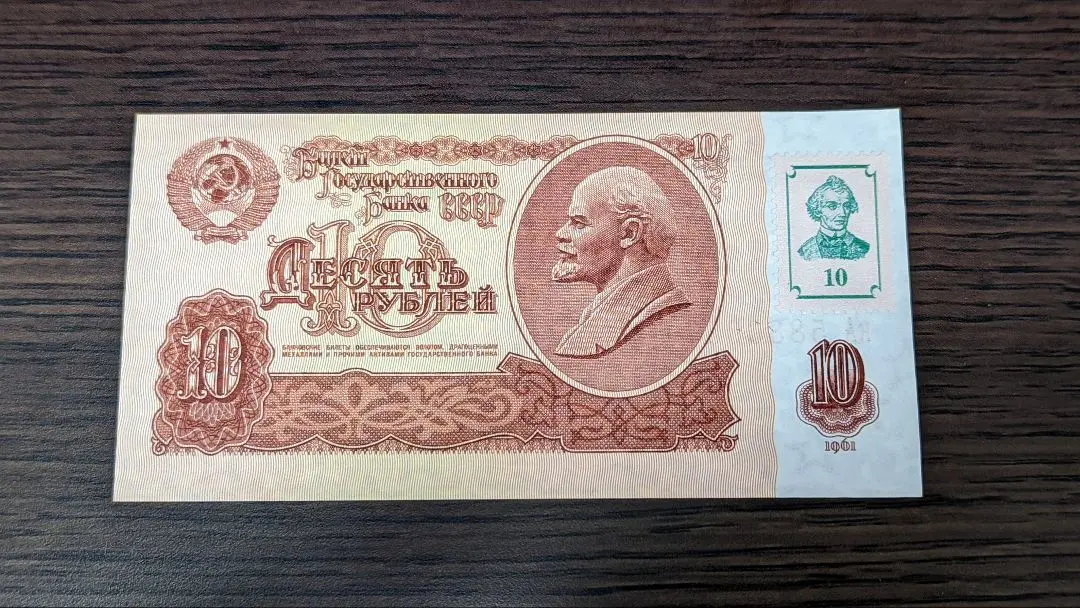 Билет
Государственного
Банка СССР
10
10
Десять
рублей
БАНКОВСКИЕ БИЛЕТЫ ОБЕСПЕЧИВАЮТСЯ ЗОЛОТОМ, ДРАГОЦЕННЫМИ
МЕТАЛЛАМИ И ПРОЧИМИ АКТИВАМИ ГОСУДАРСТВЕННОГО БАНКА
10
10
10
1961